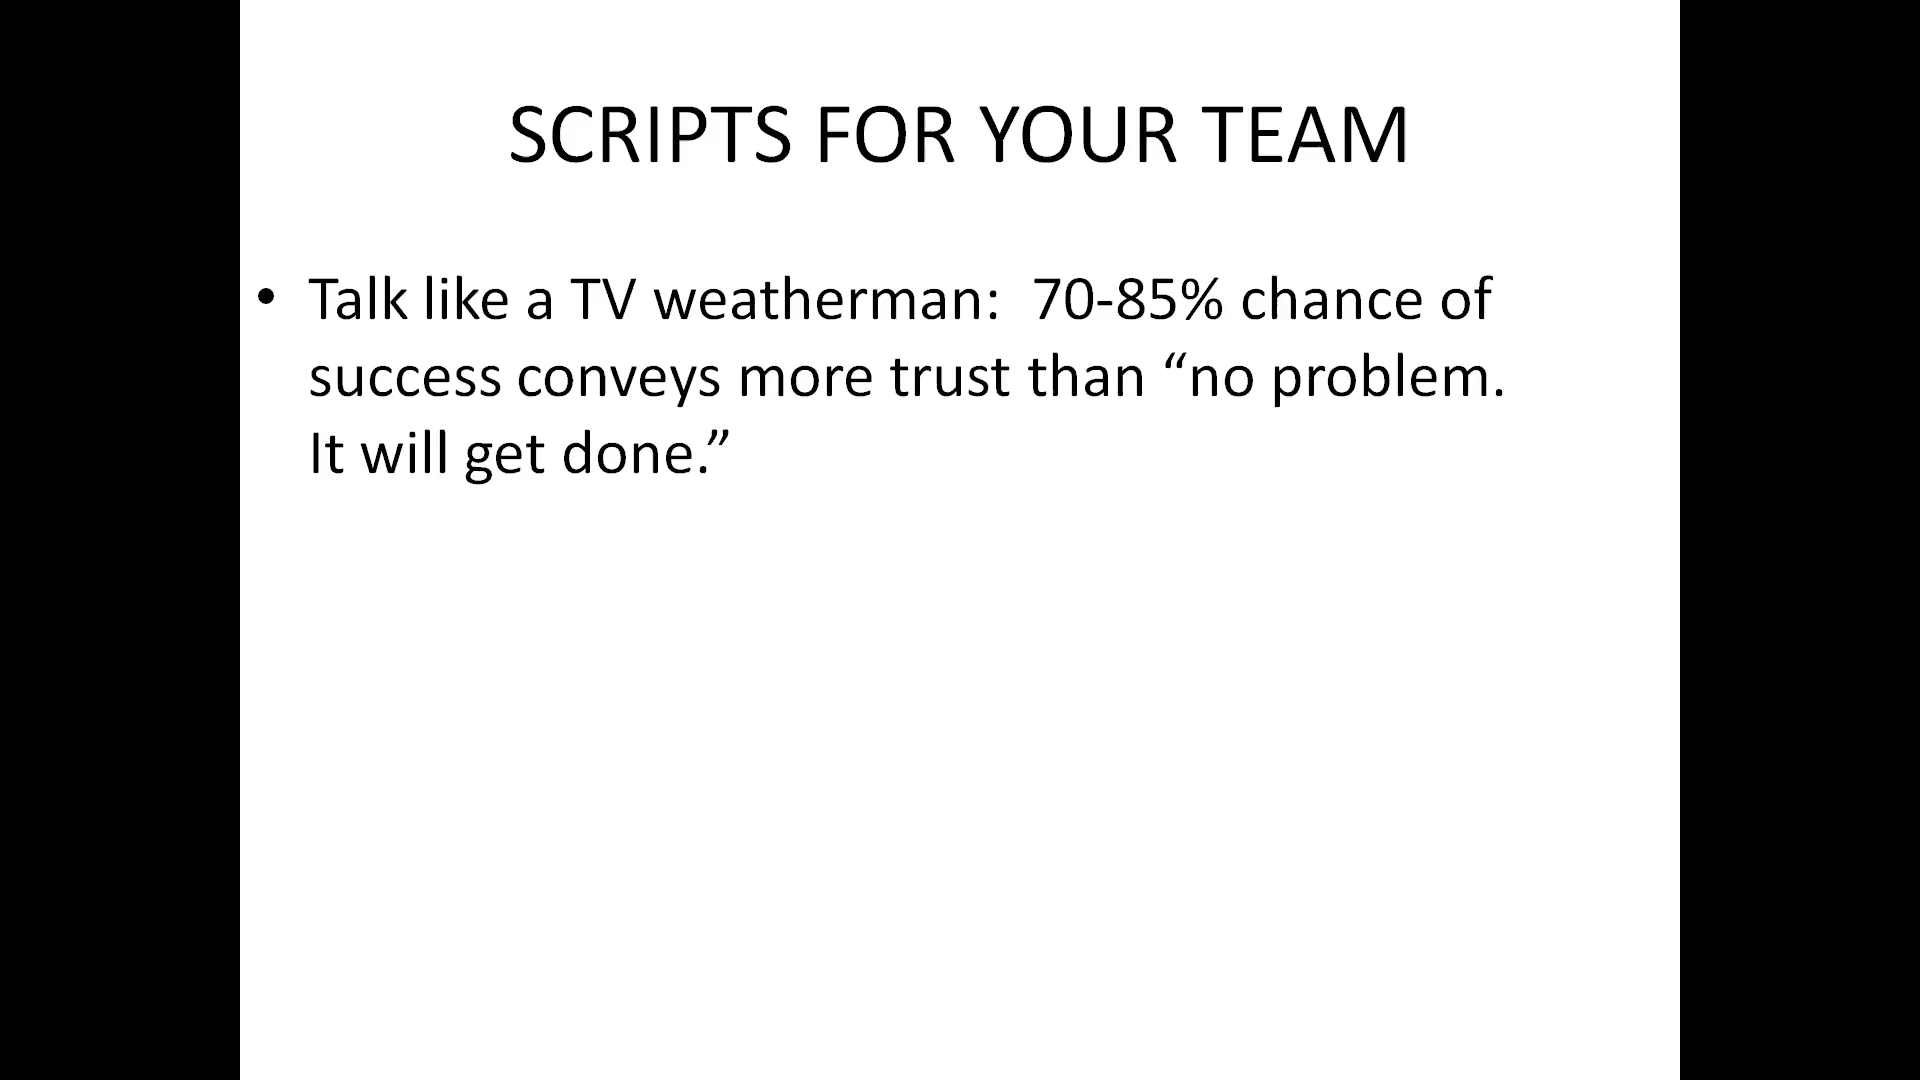 SCRIPTS FOR YOUR TEAM
• Talk like a TV weatherman:  70-85% chance of
success conveys more trust than “no problem.
It will get done.”